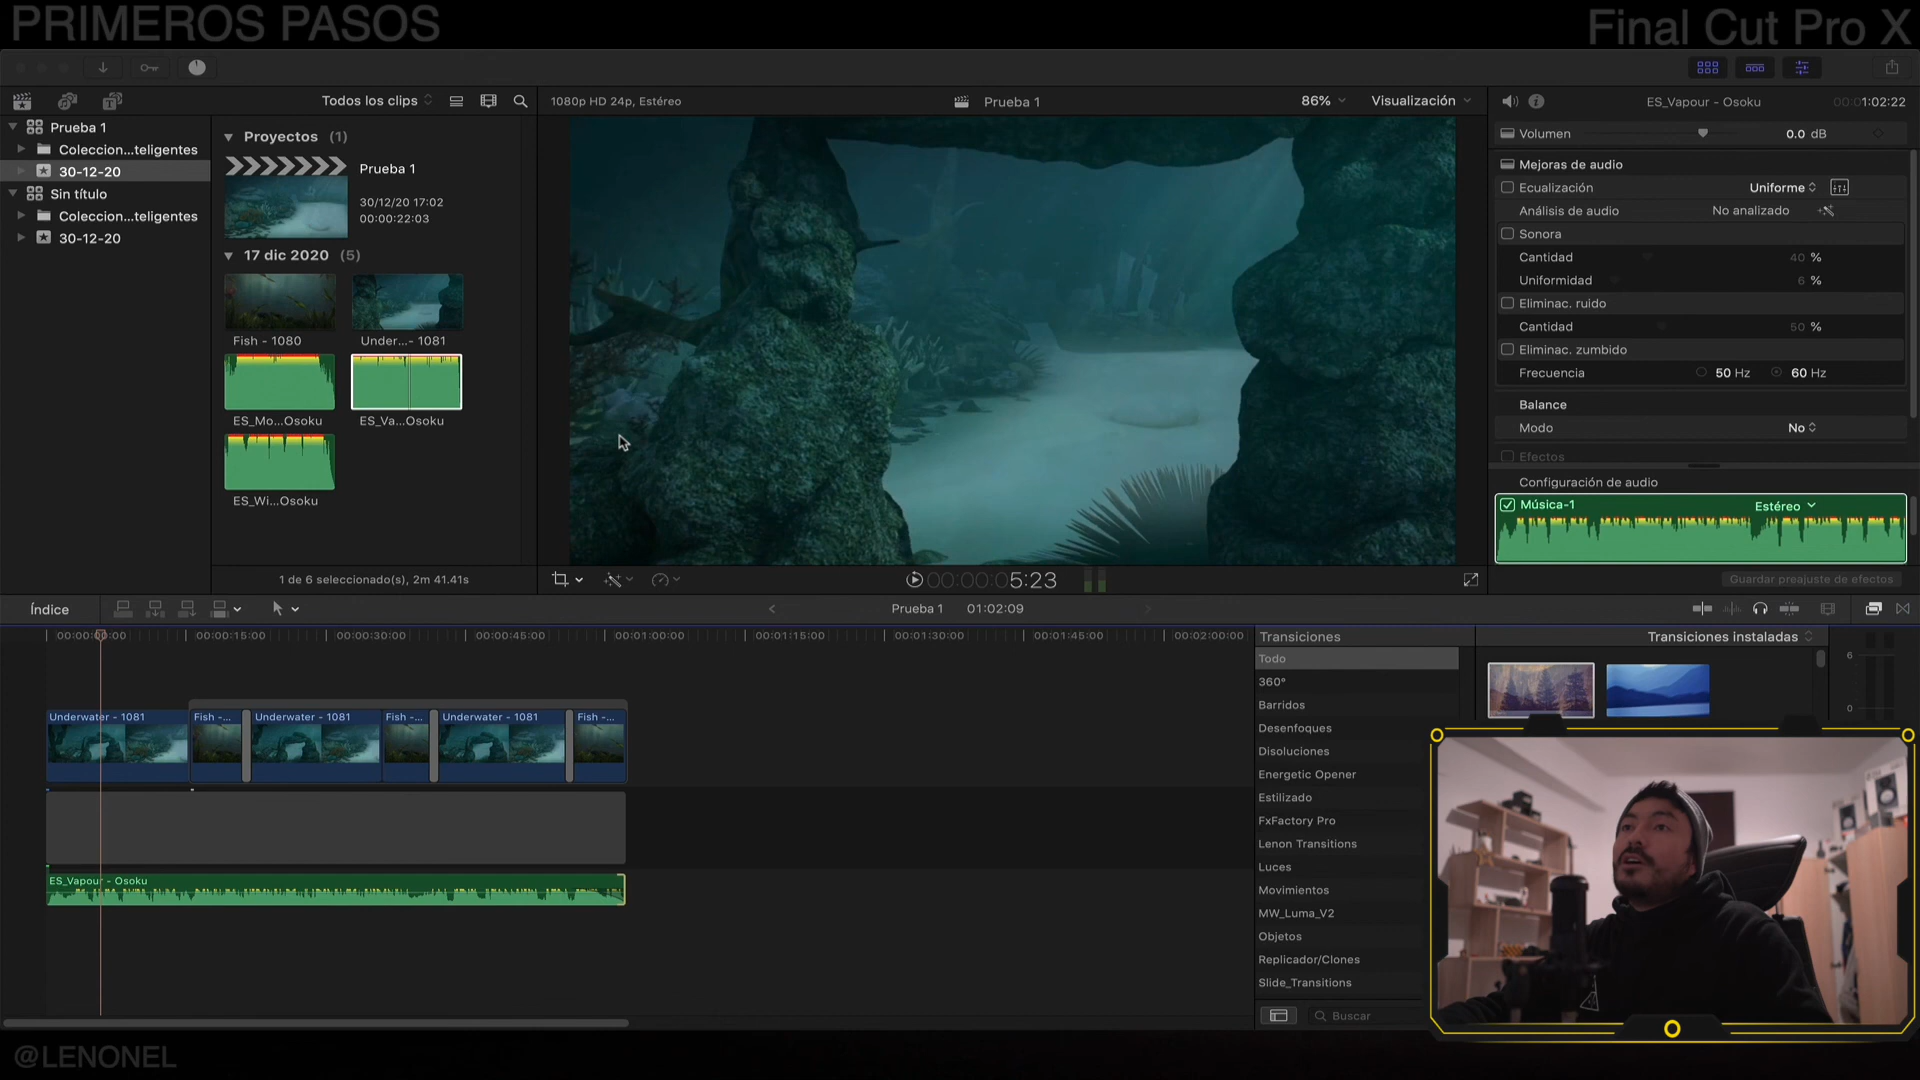 PRIMEROS PASOS
Final Cut Pro X
Todos los clips
1080p HD 24p, Estéreo
Prueba 1
86%
Visualización
ES_Vapour - Osoku
00:01:02:22
Prueba 1
Coleccion...teligentes
30-12-20
Sin título
Coleccion...teligentes
30-12-20
Proyectos (1)
Prueba 1
30/12/20 17:02
00:00:22:03
17 dic 2020 (5)
Fish - 1080
Under...- 1081
ES_Mo...Osoku
ES_Va...Osoku
ES_Wi...Osoku
1 de 6 seleccionado(s), 2m 41.41s
Volumen
0.0 dB
Mejoras de audio
Ecualización
Uniforme
Análisis de audio
No analizado
Sonora
Cantidad
40 %
Uniformidad
6 %
Eliminac. ruido
Cantidad
50 %
Eliminac. zumbido
Frecuencia
50 Hz
60 Hz
Balance
Modo
No
Efectos
Configuración de audio
Música-1
Estéreo
Guardar preajuste de efectos
00:00:05:23
Índice
Prueba 1
01:02:09
00:00:00:00
00:00:15:00
00:00:30:00
00:00:45:00
00:01:00:00
00:01:15:00
00:01:30:00
00:01:45:00
00:02:00:00
Underwater - 1081
Fish -...
Underwater - 1081
Fish -...
Underwater - 1081
Fish -...
ES_Vapour - Osoku
Transiciones
Transiciones instaladas
Todo
360°
Barridos
Desenfoques
Disoluciones
Energetic Opener
Estilizado
FxFactory Pro
Lenon Transitions
Luces
Movimientos
MW_Luma_V2
Objetos
Replicador/Clones
Slide_Transitions
Buscar
6
0
@LENONEL